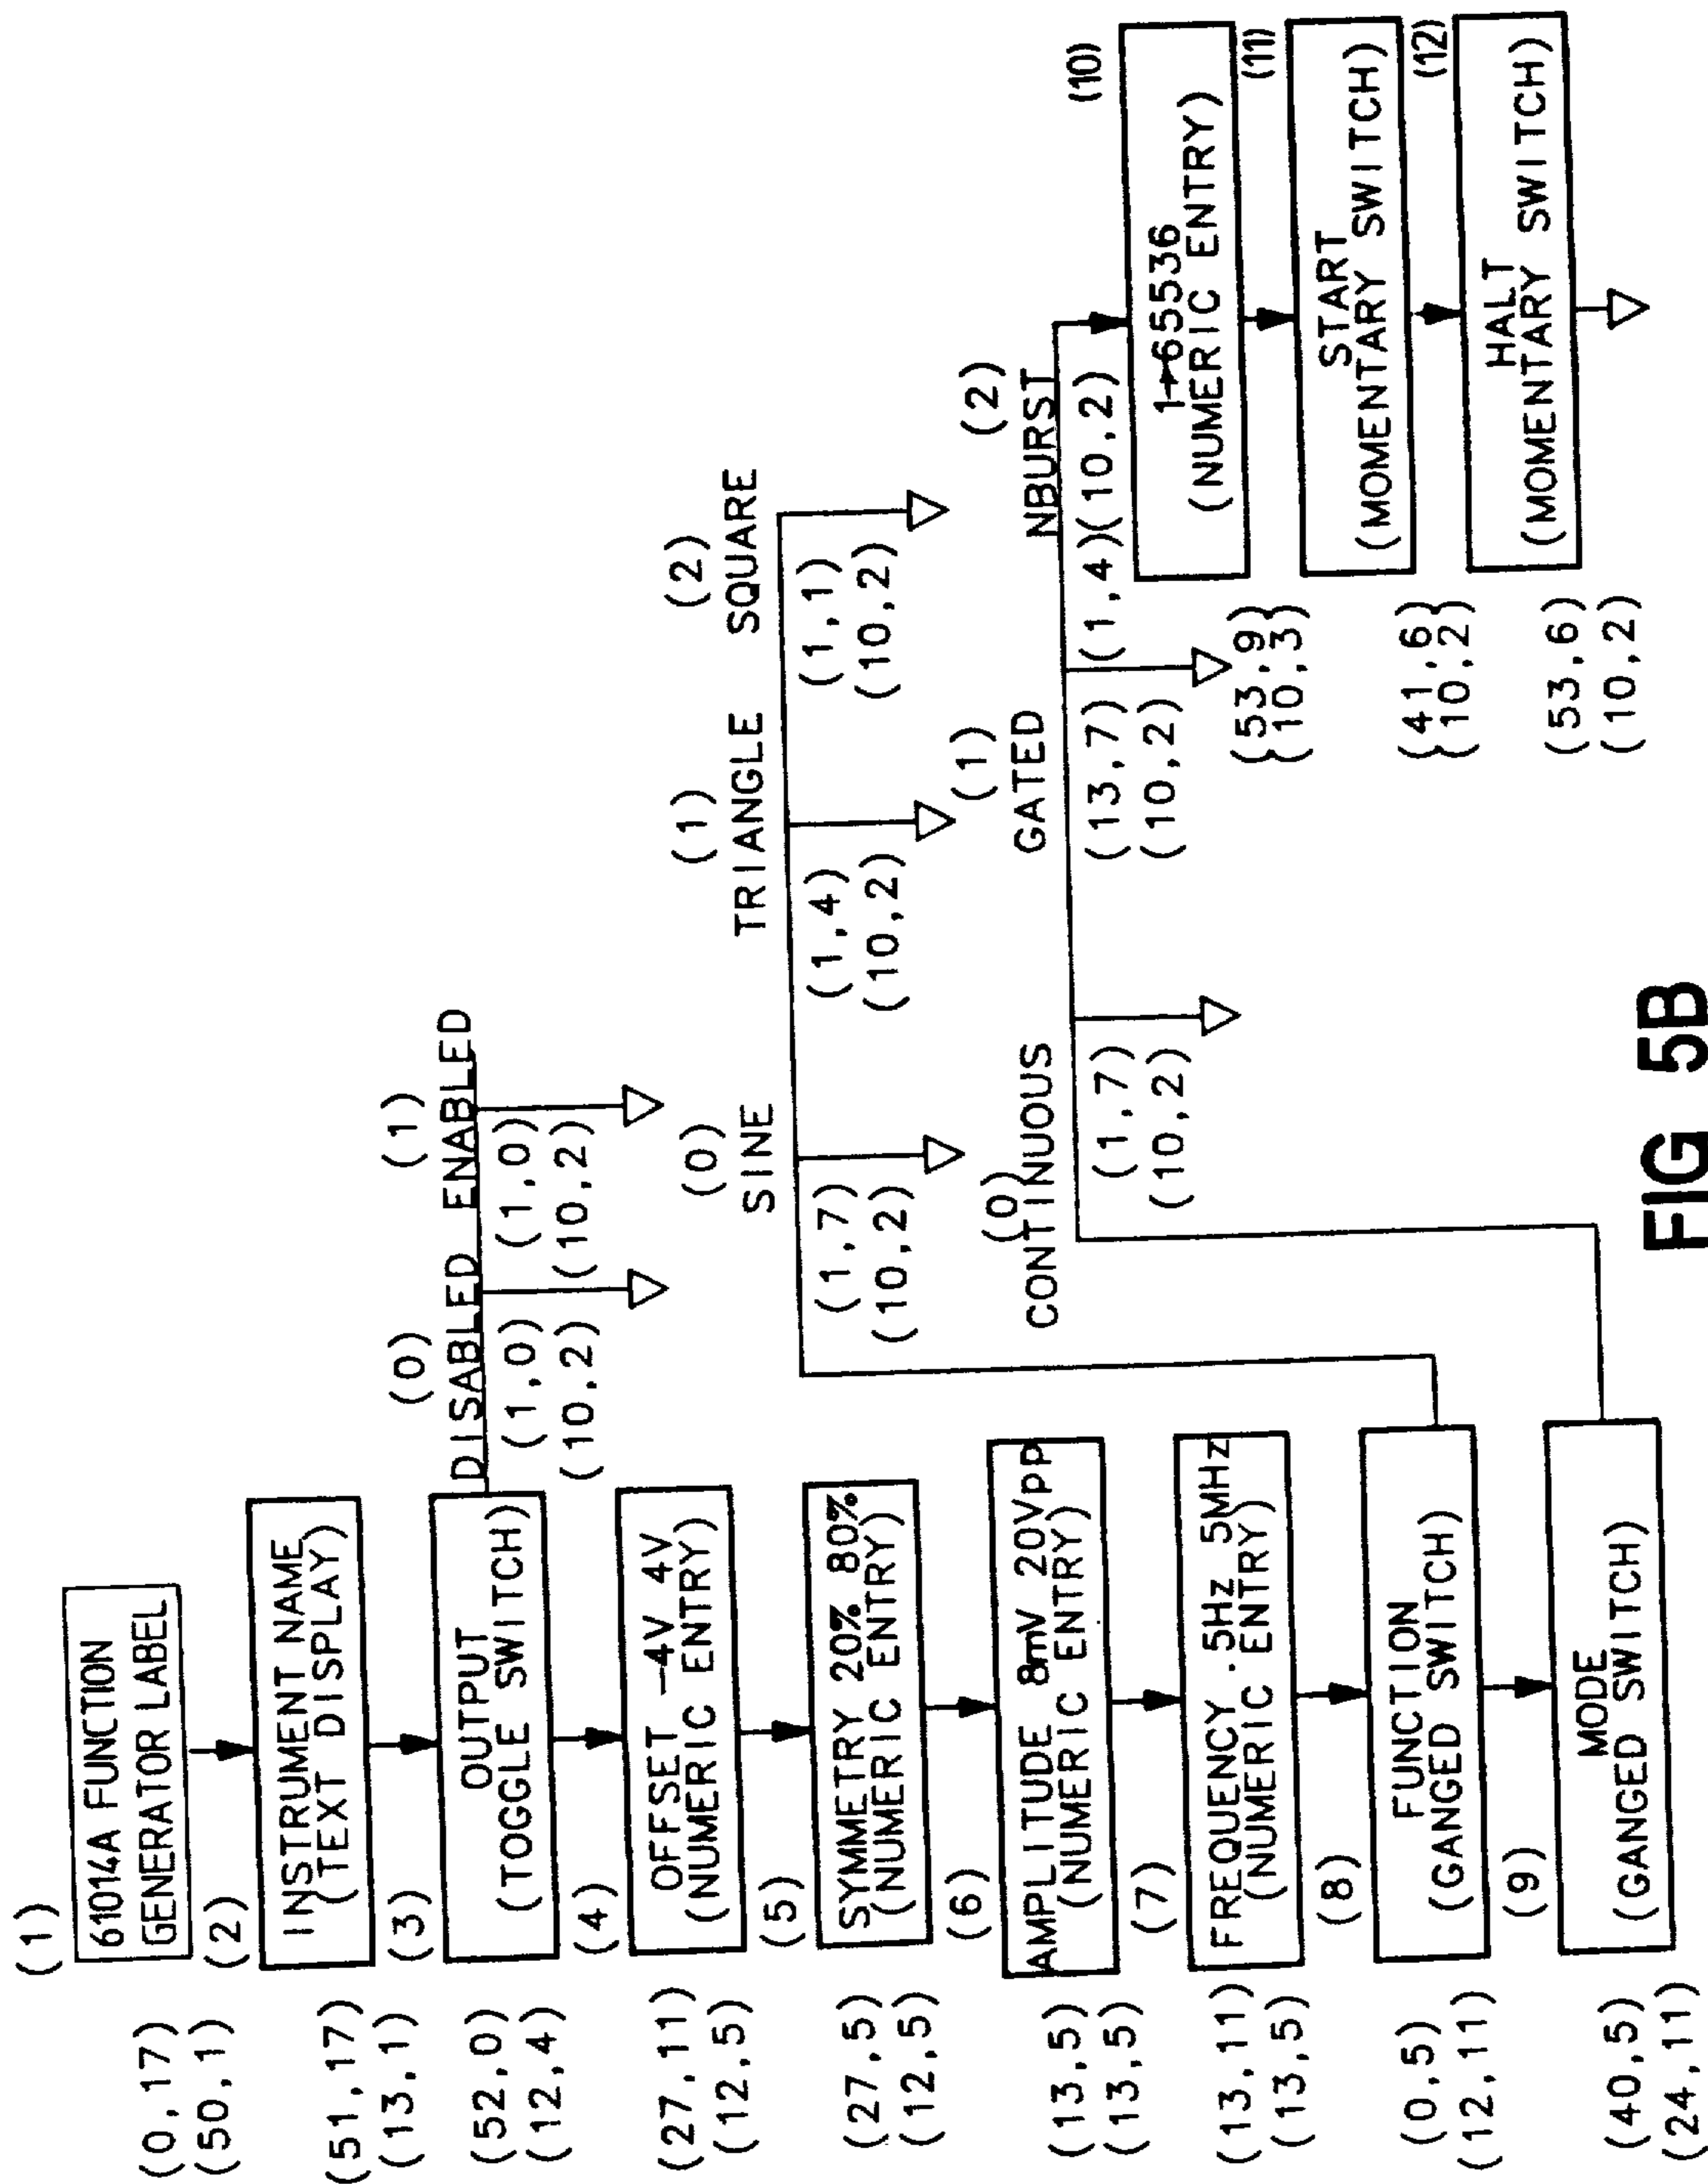 (1)
61014A FUNCTION
GENERATOR LABEL
(0,17)
(50,1)
(2)
INSTRUMENT NAME
(TEXT DISPLAY)
(51,17)
(13,1)
(3)
OUTPUT
(TOGGLE SWITCH)
(52,0)
(12,4)
(0)
DISABLED
(1,0)
(10,2)
(1)
ENABLED
(1,0)
(10,2)
(4)
OFFSET -4V 4V
(NUMERIC ENTRY)
(27,11)
(12,5)
(5)
SYMMETRY 20% 80%
(NUMERIC ENTRY)
(27,5)
(12,5)
(6)
AMPLITUDE 8mV 20Vpp
(NUMERIC ENTRY)
(13,5)
(13,5)
(7)
FREQUENCY .5Hz 5MHz
(NUMERIC ENTRY)
(13,11)
(13,5)
(8)
FUNCTION
(GANGED SWITCH)
(0,5)
(12,11)
(0)
SINE
(1,7)
(10,2)
(1)
TRIANGLE
(1,4)
(10,2)
(2)
SQUARE
(1,1)
(10,2)
(9)
MODE
(GANGED SWITCH)
(40,5)
(24,11)
(0)
CONTINUOUS
(1,7)
(10,2)
(1)
GATED
(13,7)
(10,2)
(2)
NBURST
(1,4)(10,2)
(10)
1→65536
(NUMERIC ENTRY)
(53,9)
(10,3)
(11)
START
(MOMENTARY SWITCH)
(41,6)
(10,2)
(12)
HALT
(MOMENTARY SWITCH)
(53,6)
(10,2)
FIG 5B